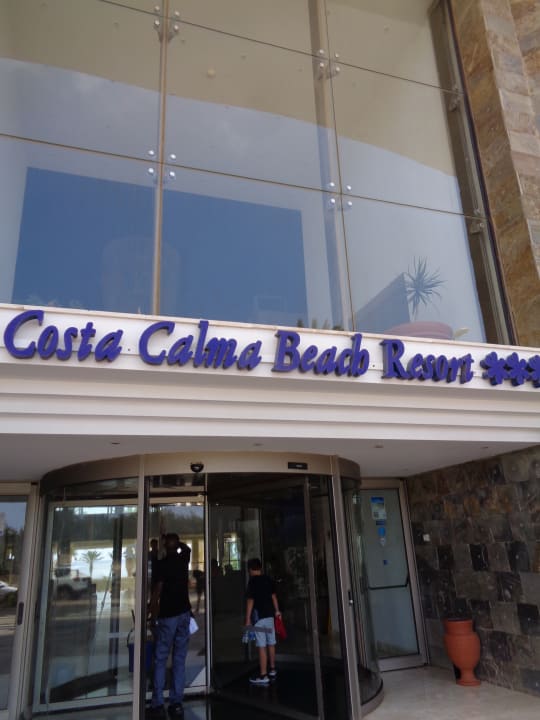 Costa Calma Beach Resort ***